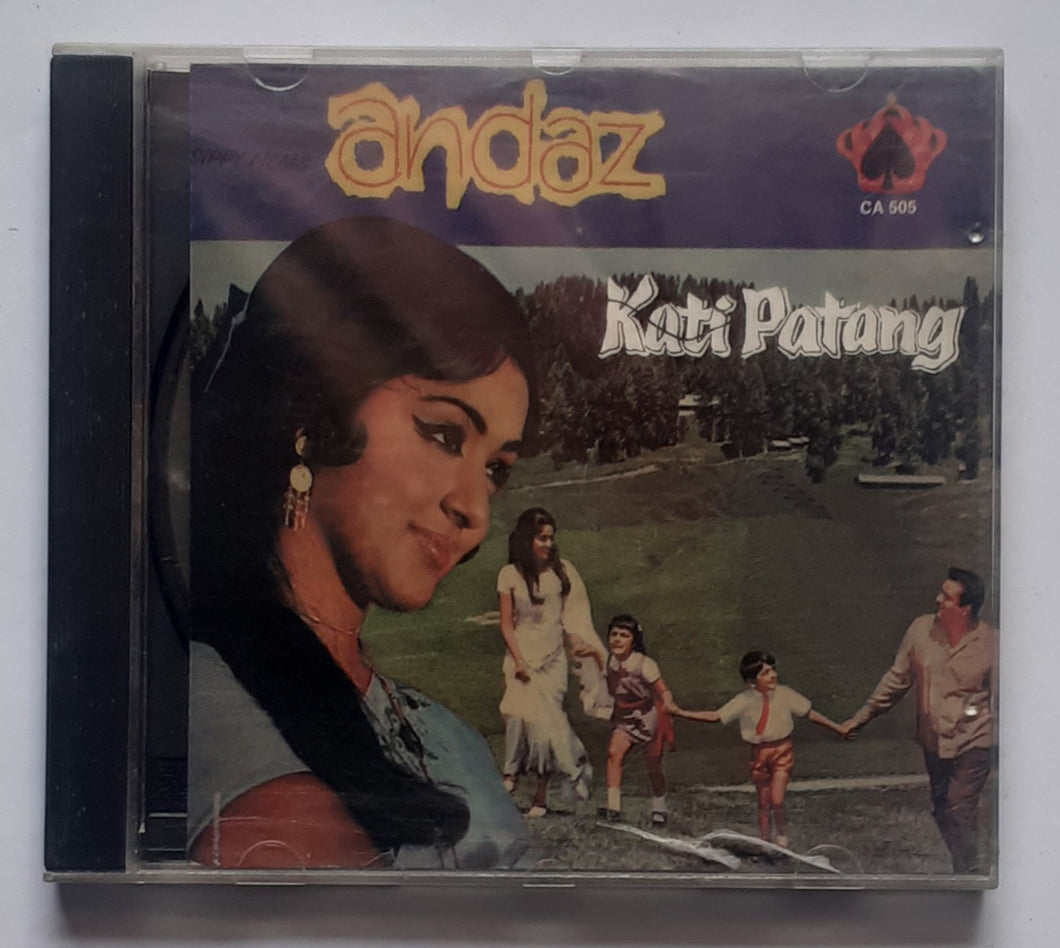 SIPPY FILMS
andaz
CA 505
Kati Patang